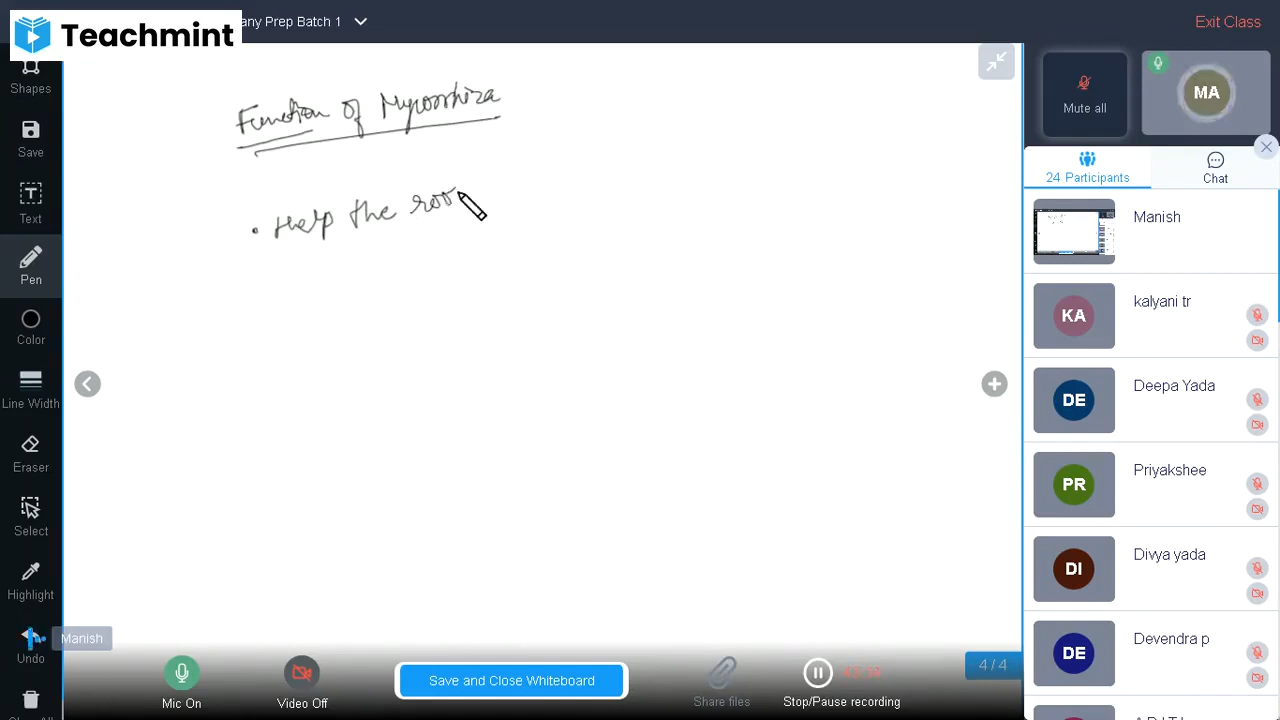 Teachmint
any Prep Batch 1
Exit Class
Shapes
Save
Text
Pen
Color
Line Width
Eraser
Select
Highlight
Undo
Manish
Function of Mycorrhiza
• Help the roo
Mute all
MA
24 Participants
Chat
Manish
KA
kalyani tr
DE
Deepa Yada
PR
Priyakshee
DI
Divya yada
DE
Devendra p
Mic On
Video Off
Save and Close Whiteboard
Share files
Stop/Pause recording
4 / 4